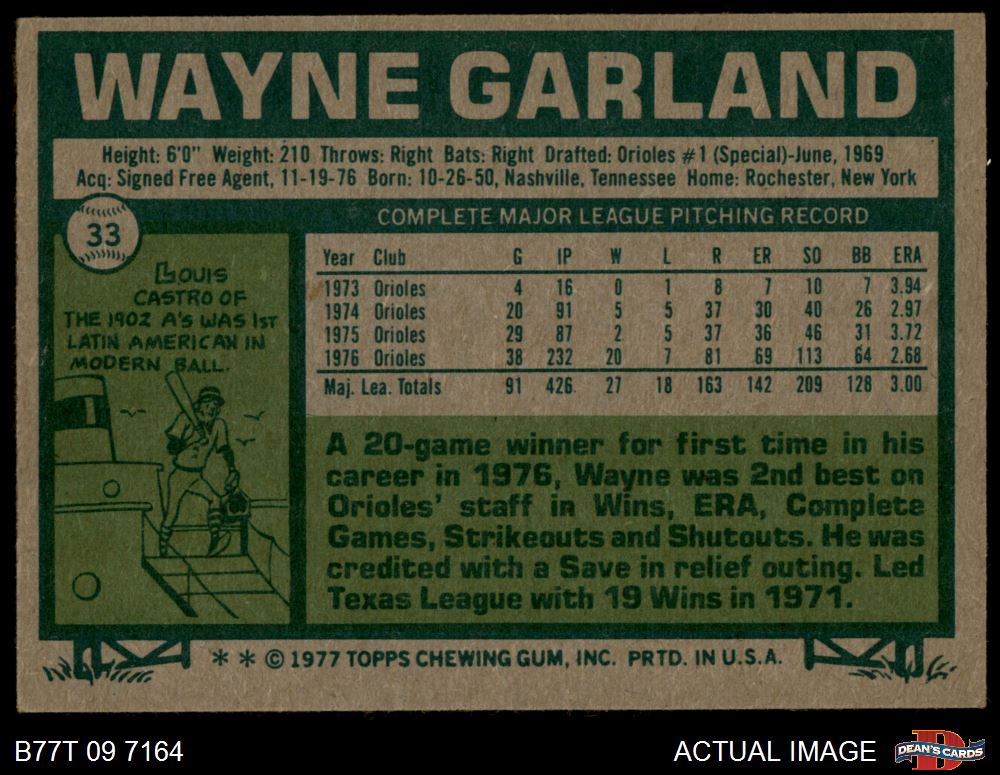 WAYNE GARLAND
Height: 6'0" Weight: 210 Throws: Right Bats: Right Drafted: Orioles #1 (Special)-June, 1969
Acq: Signed Free Agent, 11-19-76 Born: 10-26-50, Nashville, Tennessee Home: Rochester, New York
33
LOUIS
CASTRO OF
THE 1902 A'S WAS 1ST
LATIN AMERICAN IN
MODERN BALL.
COMPLETE MAJOR LEAGUE PITCHING RECORD
Year Club G IP W L R ER SO BB ERA
1973 Orioles 4 16 0 1 8 7 10 7 3.94
1974 Orioles 20 91 5 5 37 30 40 26 2.97
1975 Orioles 29 87 2 5 37 36 46 31 3.72
1976 Orioles 38 232 20 7 81 69 113 64 2.68
Maj. Lea. Totals 91 426 27 18 163 142 209 128 3.00
A 20-game winner for first time in his
career in 1976, Wayne was 2nd best on
Orioles' staff in Wins, ERA, Complete
Games, Strikeouts and Shutouts. He was
credited with a Save in relief outing. Led
Texas League with 19 Wins in 1971.
* * © 1977 TOPPS CHEWING GUM, INC. PRTD. IN U.S.A.
B77T 09 7164
ACTUAL IMAGE
D
DEAN'S CARDS